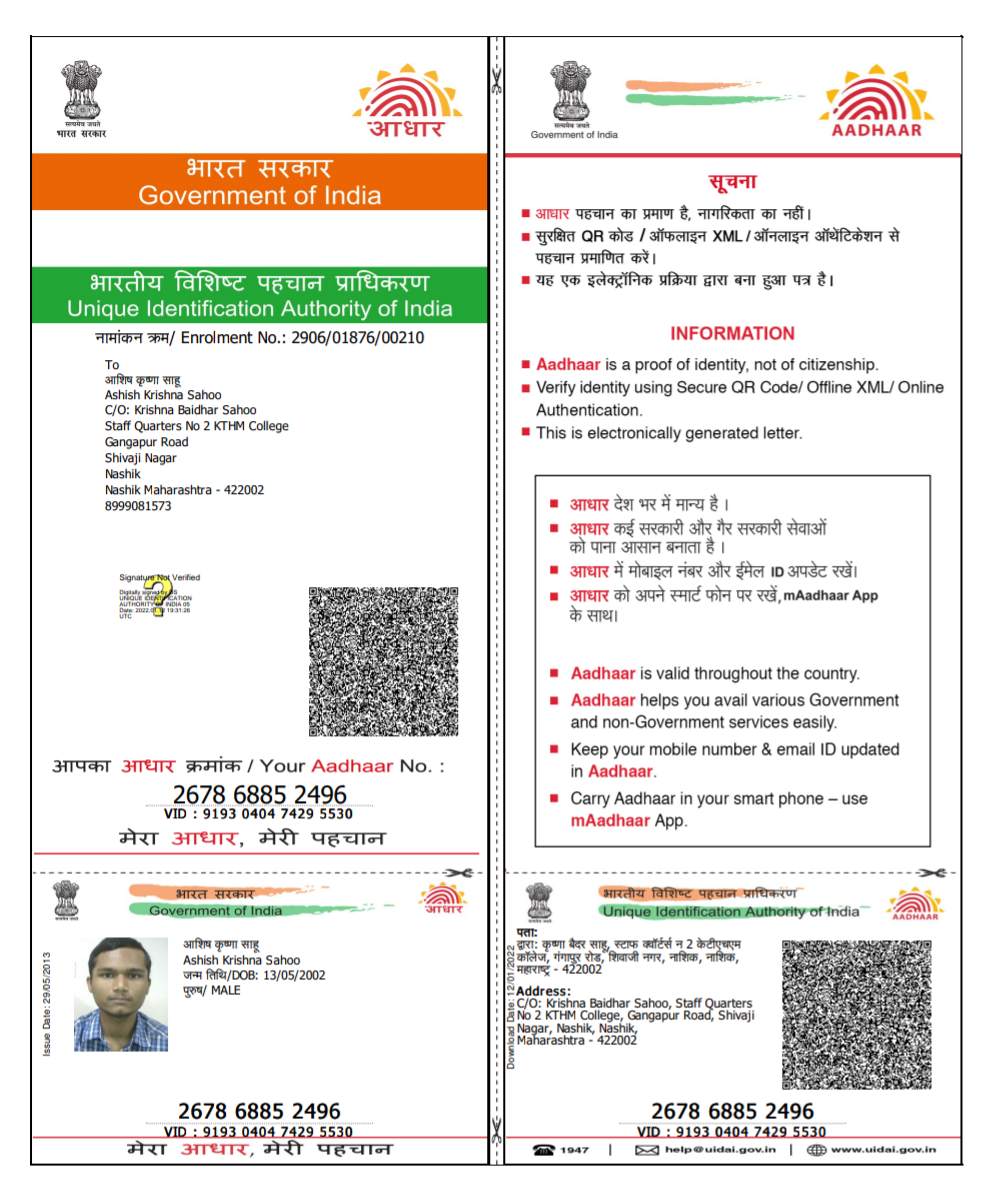 सत्यमेव जयते
भारत सरकार
आधार
भारत सरकार
Government of India
भारतीय विशिष्ट पहचान प्राधिकरण
Unique Identification Authority of India
नामांकन क्रम/ Enrolment No.: 2906/01876/00210
To
आशिष कृष्णा साहू
Ashish Krishna Sahoo
C/O: Krishna Baidhar Sahoo
Staff Quarters No 2 KTHM College
Gangapur Road
Shivaji Nagar
Nashik
Nashik Maharashtra - 422002
8999081573
Signature Not Verified
Digitally signed by DS
UNIQUE IDENTIFICATION
AUTHORITY OF INDIA 05
Date: 19:31:26
UTC
आपका आधार क्रमांक / Your Aadhaar No. :
2678 6885 2496
VID : 9193 0404 7429 5530
मेरा आधार, मेरी पहचान
सत्यमेव जयते
Government of India
AADHAAR
सूचना
आधार पहचान का प्रमाण है, नागरिकता का नहीं।
सुरक्षित QR कोड / ऑफलाइन XML / ऑनलाइन ऑथेंटिकेशन से
पहचान प्रमाणित करें।
यह एक इलेक्ट्रॉनिक प्रक्रिया द्वारा बना हुआ पत्र है।
INFORMATION
Aadhaar is a proof of identity, not of citizenship.
Verify identity using Secure QR Code/ Offline XML/ Online
Authentication.
This is electronically generated letter.
आधार देश भर में मान्य है ।
आधार कई सरकारी और गैर सरकारी सेवाओं
को पाना आसान बनाता है ।
आधार में मोबाइल नंबर और ईमेल ID अपडेट रखें।
आधार को अपने स्मार्ट फोन पर रखें, mAadhaar App
के साथ।
Aadhaar is valid throughout the country.
Aadhaar helps you avail various Government
and non-Government services easily.
Keep your mobile number & email ID updated
in Aadhaar.
Carry Aadhaar in your smart phone – use
mAadhaar App.
भारत सरकार
Government of India
आधार
Issue Date: 29/05/2013
आशिष कृष्णा साहू
Ashish Krishna Sahoo
जन्म तिथि/DOB: 13/05/2002
पुरुष/ MALE
2678 6885 2496
VID : 9193 0404 7429 5530
मेरा आधार, मेरी पहचान
भारतीय विशिष्ट पहचान प्राधिकरण
Unique Identification Authority of India
AADHAAR
Download Date: 12/01/2022
पता:
द्वारा: कृष्णा बैदर साहू, स्टाफ क्वॉर्टर्स न 2 केटीएचएम
कॉलेज, गंगापुर रोड, शिवाजी नगर, नाशिक, नाशिक,
महाराष्ट्र - 422002
Address:
C/O: Krishna Baidhar Sahoo, Staff Quarters
No 2 KTHM College, Gangapur Road, Shivaji
Nagar, Nashik, Nashik,
Maharashtra - 422002
2678 6885 2496
VID : 9193 0404 7429 5530
1947 | help@uidai.gov.in | www.uidai.gov.in